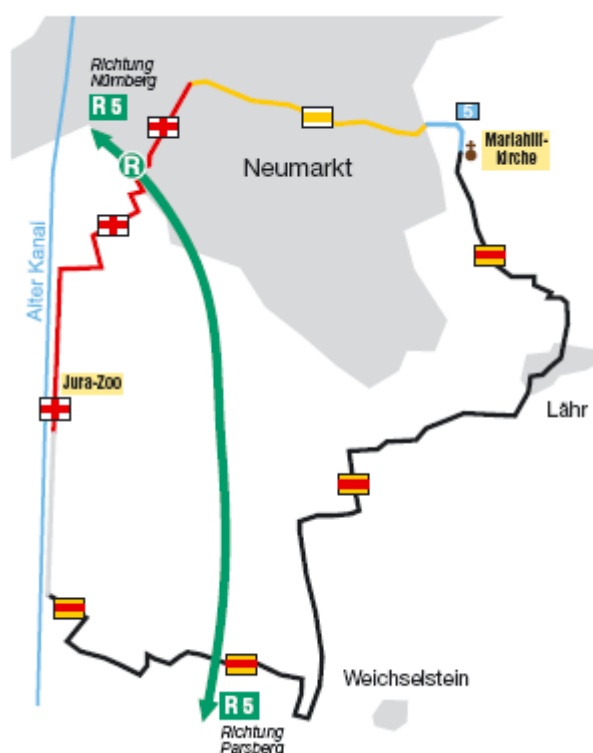 Richtung
Nürnberg
R 5
R
5
Mariahilf-
kirche
Neumarkt
Alter Kanal
Jura-Zoo
Lähr
Weichselstein
R 5
Richtung
Parsberg